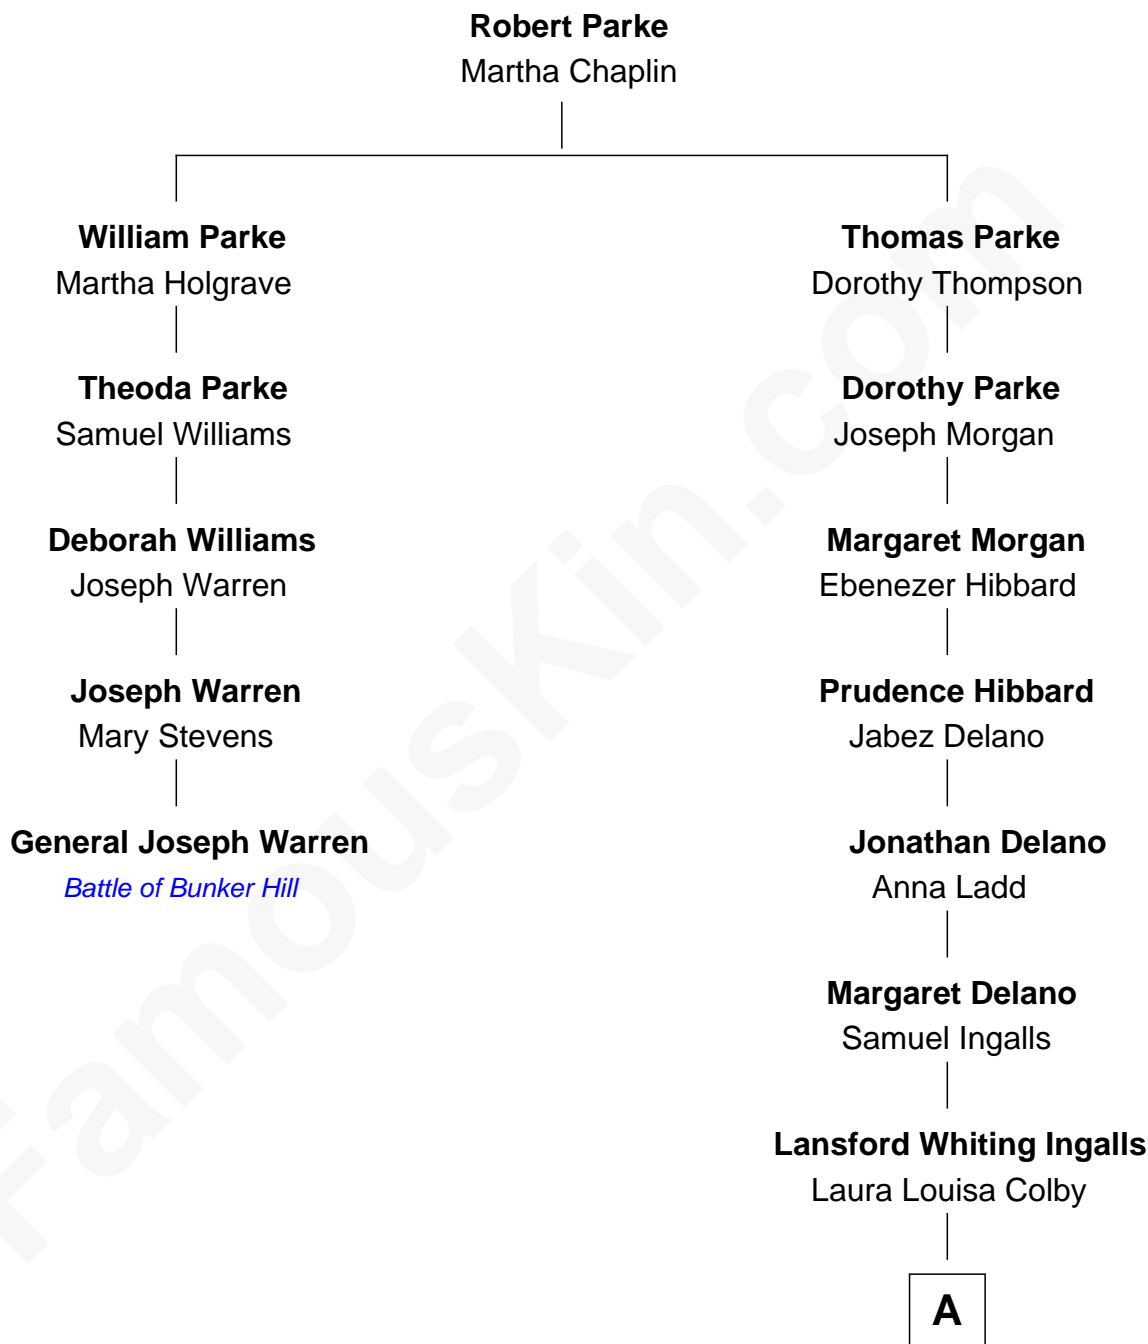 Robert Parke
Martha Chaplin
William Parke
Martha Holgrave
Thomas Parke
Dorothy Thompson
Theoda Parke
Samuel Williams
Dorothy Parke
Joseph Morgan
Deborah Williams
Joseph Warren
Margaret Morgan
Ebenezer Hibbard
Joseph Warren
Mary Stevens
Prudence Hibbard
Jabez Delano
General Joseph Warren
Battle of Bunker Hill
Jonathan Delano
Anna Ladd
Margaret Delano
Samuel Ingalls
Lansford Whiting Ingalls
Laura Louisa Colby
A
FamousKin.com